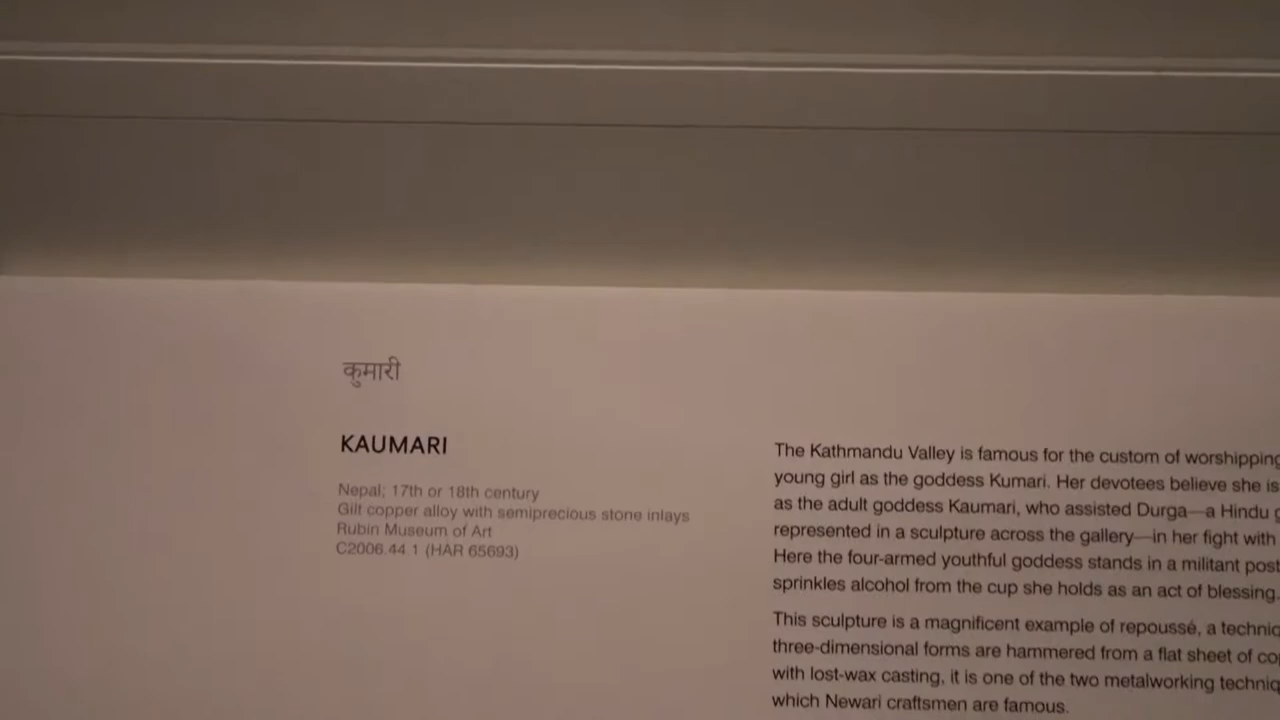 कुमारी
KAUMARI
Nepal; 17th or 18th century
Gilt copper alloy with semiprecious stone inlays
Rubin Museum of Art
C2006.44.1 (HAR 65693)
The Kathmandu Valley is famous for the custom of worshipping
young girl as the goddess Kumari. Her devotees believe she is
as the adult goddess Kaumari, who assisted Durga—a Hindu
represented in a sculpture across the gallery—in her fight with
Here the four-armed youthful goddess stands in a militant
sprinkles alcohol from the cup she holds as an act of blessing.
This sculpture is a magnificent example of repoussé, a
three-dimensional forms are hammered from a flat sheet of
with lost-wax casting, it is one of the two metalworking
which Newari craftsmen are famous.